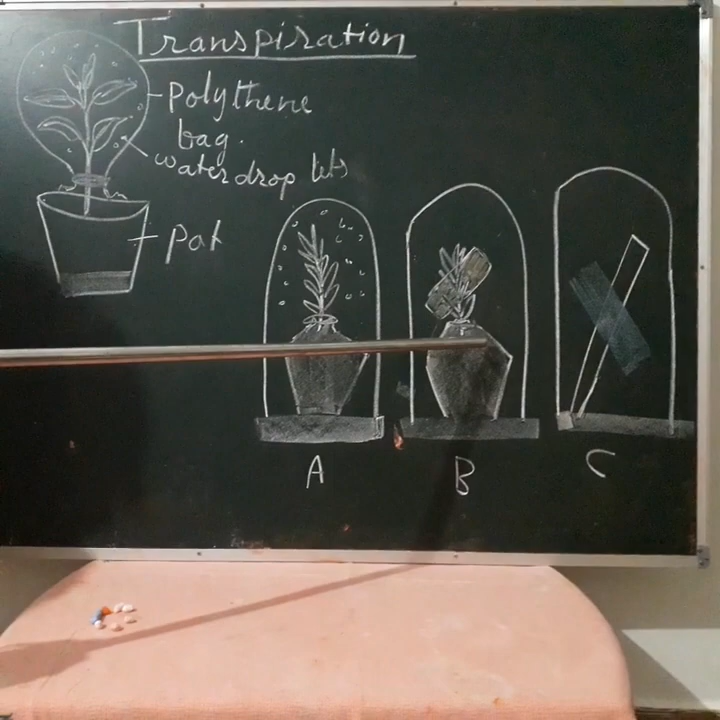 Transpiration
Polythene
bag.
water drop lets
Pot
A
B
C